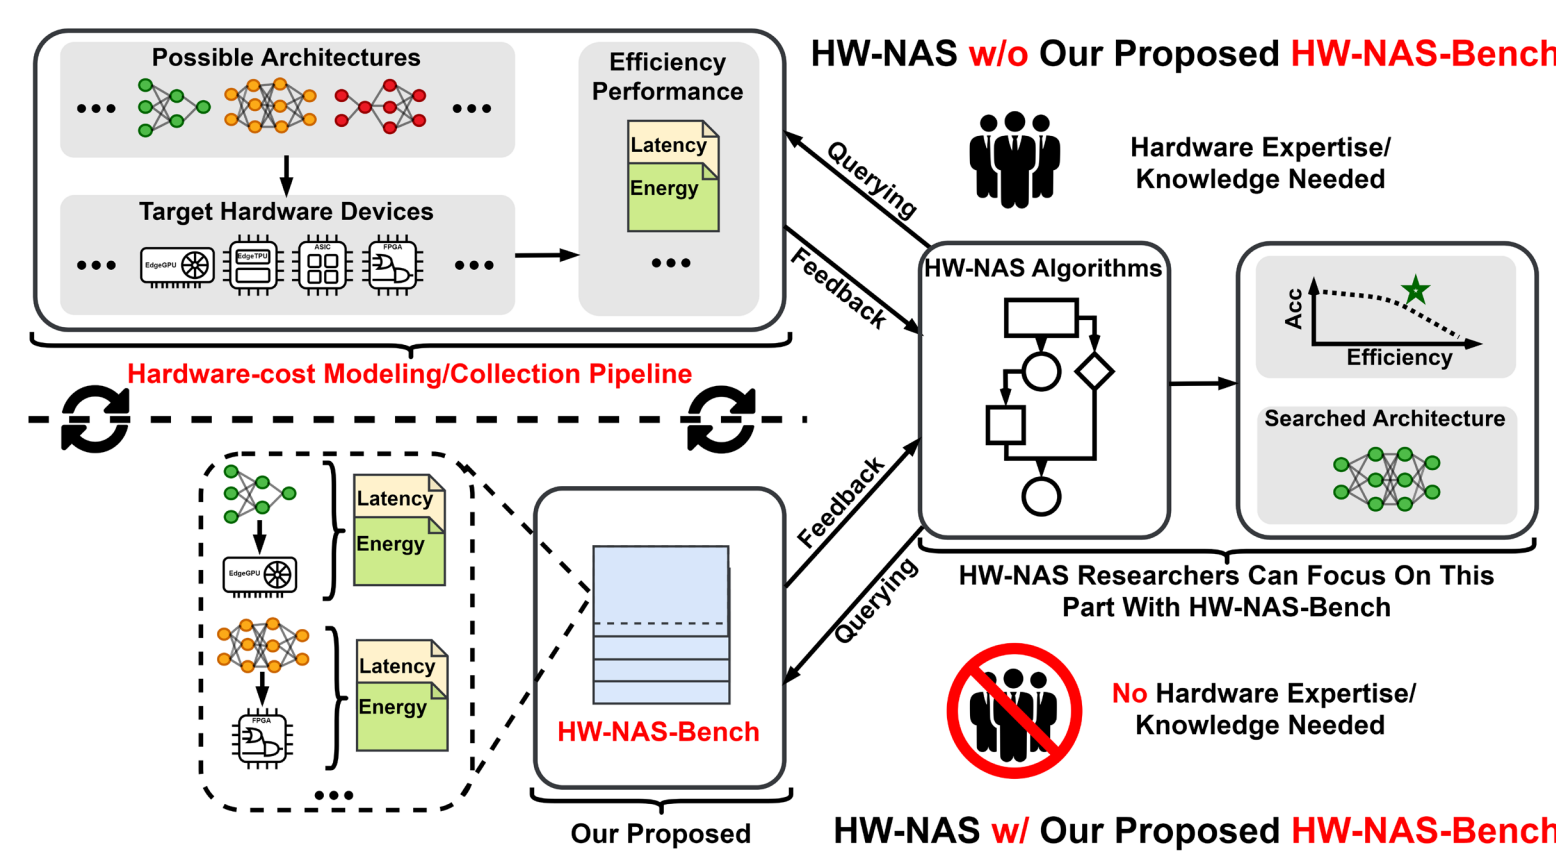 HW-NAS w/o Our Proposed HW-NAS-Bench
Possible Architectures
Efficiency
Performance
Latency
Energy
Target Hardware Devices
EdgeGPU
EdgeTPU
ASIC
FPGA
Hardware-cost Modeling/Collection Pipeline
Querying
Feedback
Hardware Expertise/
Knowledge Needed
HW-NAS Algorithms
Acc
Efficiency
Searched Architecture
HW-NAS Researchers Can Focus On This
Part With HW-NAS-Bench
Latency
Energy
EdgeGPU
Latency
Energy
FPGA
HW-NAS-Bench
Our Proposed
Feedback
Querying
No Hardware Expertise/
Knowledge Needed
HW-NAS w/ Our Proposed HW-NAS-Bench